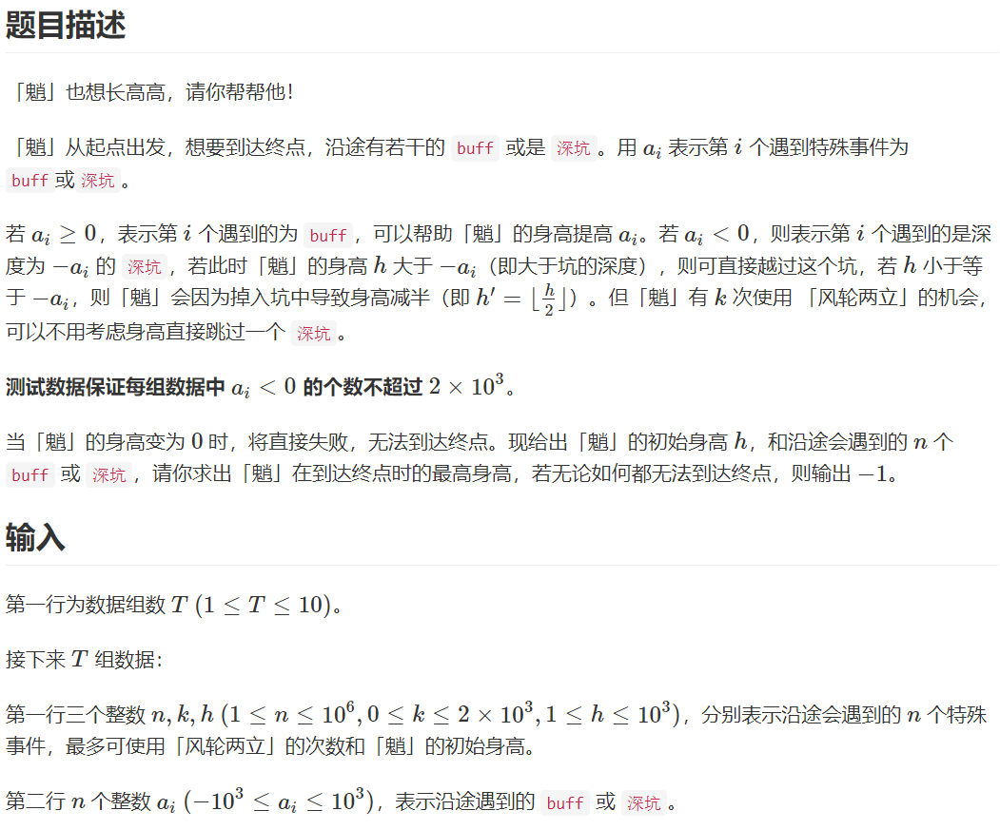 题目描述
「魈」也想长高高，请你帮帮他！
「魈」从起点出发，想要到达终点，沿途有若干的 buff 或是 深坑 。用 $a_i$ 表示第 $i$ 个遇到特殊事件为
buff 或 深坑 。
若 $a_i \geq 0$，表示第 $i$ 个遇到的为 buff ，可以帮助「魈」的身高提高 $a_i$。若 $a_i < 0$，则表示第 $i$ 个遇到的是深
度为 $-a_i$ 的 深坑 ，若此时「魈」的身高 $h$ 大于 $-a_i$（即大于坑的深度），则可直接越过这个坑，若 $h$ 小于等
于 $-a_i$，则「魈」会因为掉入坑中导致身高减半（即 $h' = \lfloor \frac{h}{2} \rfloor$）。但「魈」有 $k$ 次使用 「风轮两立」的机会，
可以不用考虑身高直接跳过一个 深坑 。
测试数据保证每组数据中 $a_i < 0$ 的个数不超过 $2 \times 10^3$。
当「魈」的身高变为 $0$ 时，将直接失败，无法到达终点。现给出「魈」的初始身高 $h$，和沿途会遇到的 $n$ 个
buff 或 深坑 ，请你求出「魈」在到达终点时的最高身高，若无论如何都无法到达终点，则输出 $-1$。
输入
第一行为数据组数 $T$ $(1 \leq T \leq 10)$。
接下来 $T$ 组数据：
第一行三个整数 $n, k, h$ $(1 \leq n \leq 10^6, 0 \leq k \leq 2 \times 10^3, 1 \leq h \leq 10^3)$，分别表示沿途会遇到的 $n$ 个特殊
事件，最多可使用「风轮两立」的次数和「魈」的初始身高。
第二行 $n$ 个整数 $a_i$ $(-10^3 \leq a_i \leq 10^3)$，表示沿途遇到的 buff 或 深坑 。